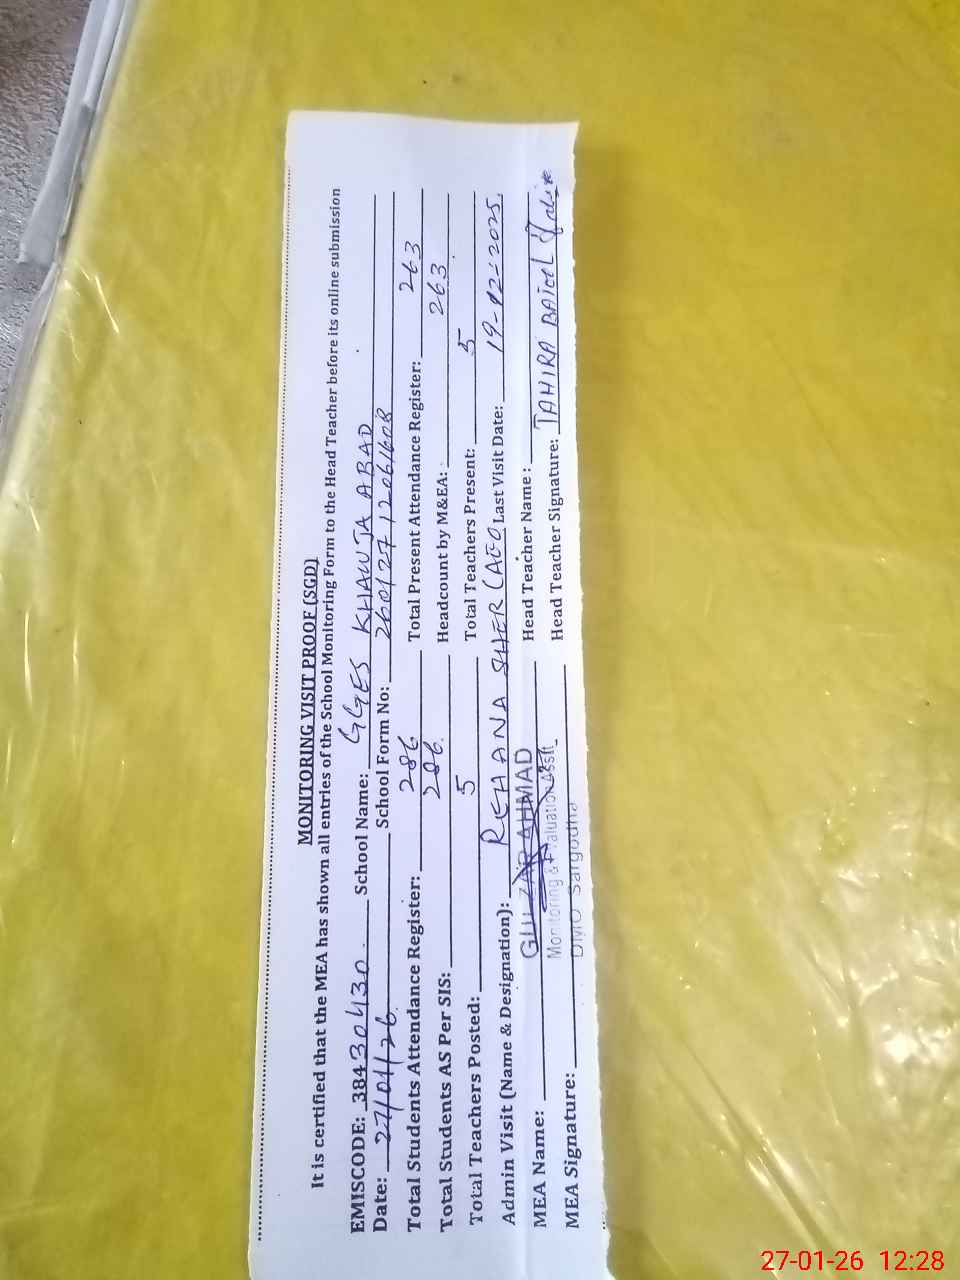 MONITORING VISIT PROOF (SGD)
It is certified that the MEA has shown all entries of the School Monitoring Form to the Head Teacher before its online submission
EMISCODE: 38430430 School Name: GGES KHAWJA ABAD
Date: 27/01/26 School Form No: 26012712061608
Total Students Attendance Register: 286 Total Present Attendance Register: 263
Total Students AS Per SIS: 286 Headcount by M&EA: 263
Total Teachers Posted: 5 Total Teachers Present: 5
Admin Visit (Name & Designation): REHANA SHER (AEO Last Visit Date: 19-12-2025
MEA Name: GULZAR AHMAD Head Teacher Name:
Monitoring & Evaluation Asstt
MEA Signature: Head Teacher Signature: TAHIRA BATOOL
DMO Sargodha
27-01-26 12:28